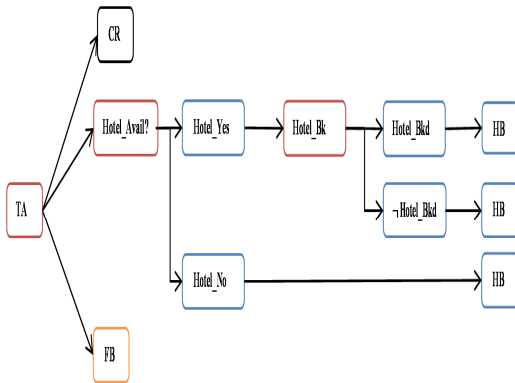 CR
Hotel_Avail?
Hotel_Yes
Hotel_Bk
Hotel_Bkd
HB
TA
¬Hotel_Bkd
HB
Hotel_No
HB
FB